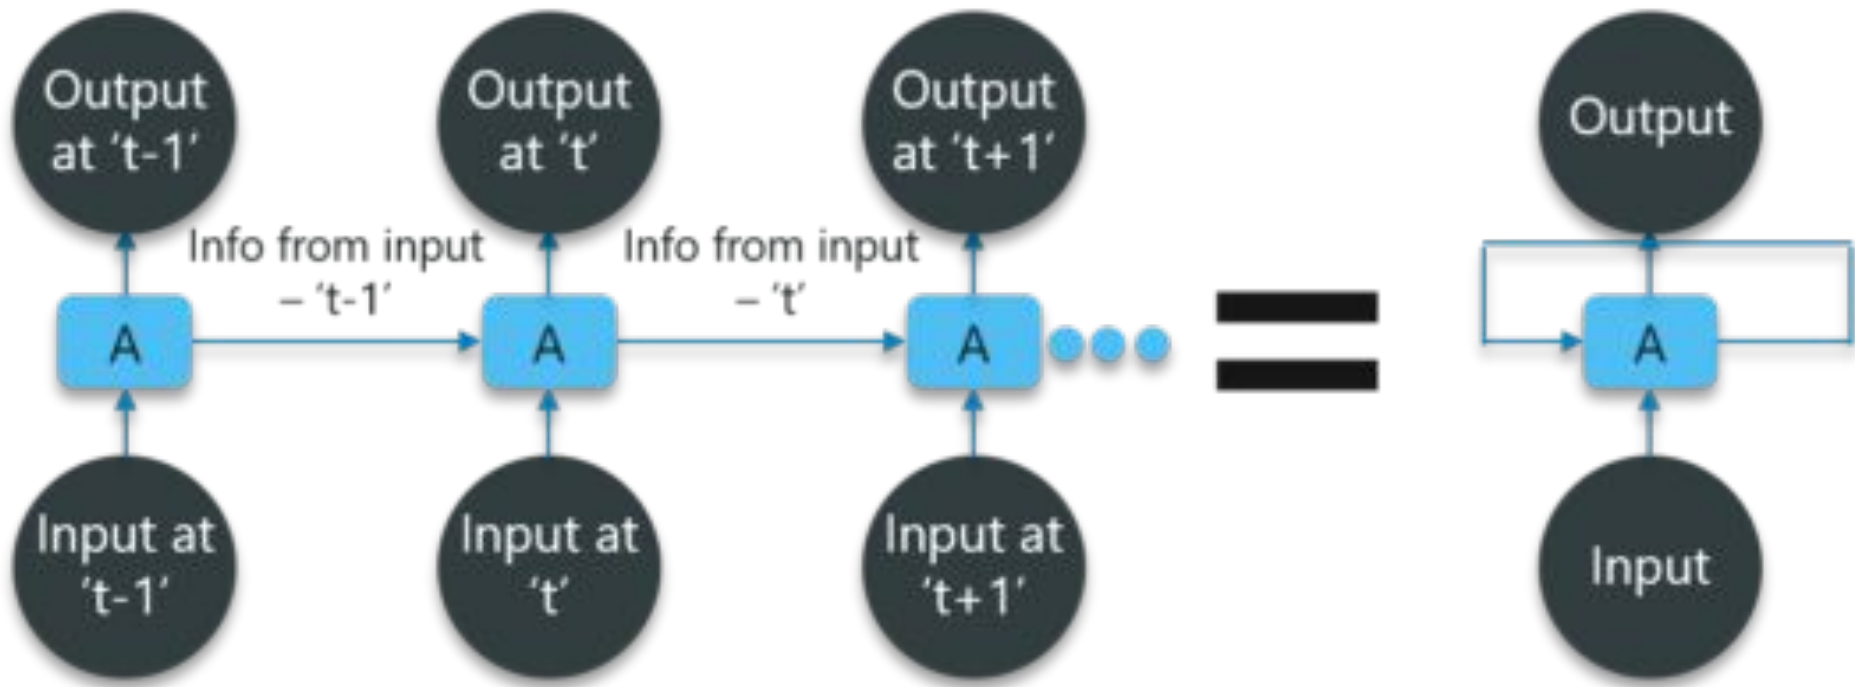 Output
at ‘t-1’
Output
at ‘t’
Output
at ‘t+1’
Output
Info from input
– ‘t-1’
Info from input
– ‘t’
A
A
A
A
Input at
‘t-1’
Input at
‘t’
Input at
‘t+1’
Input